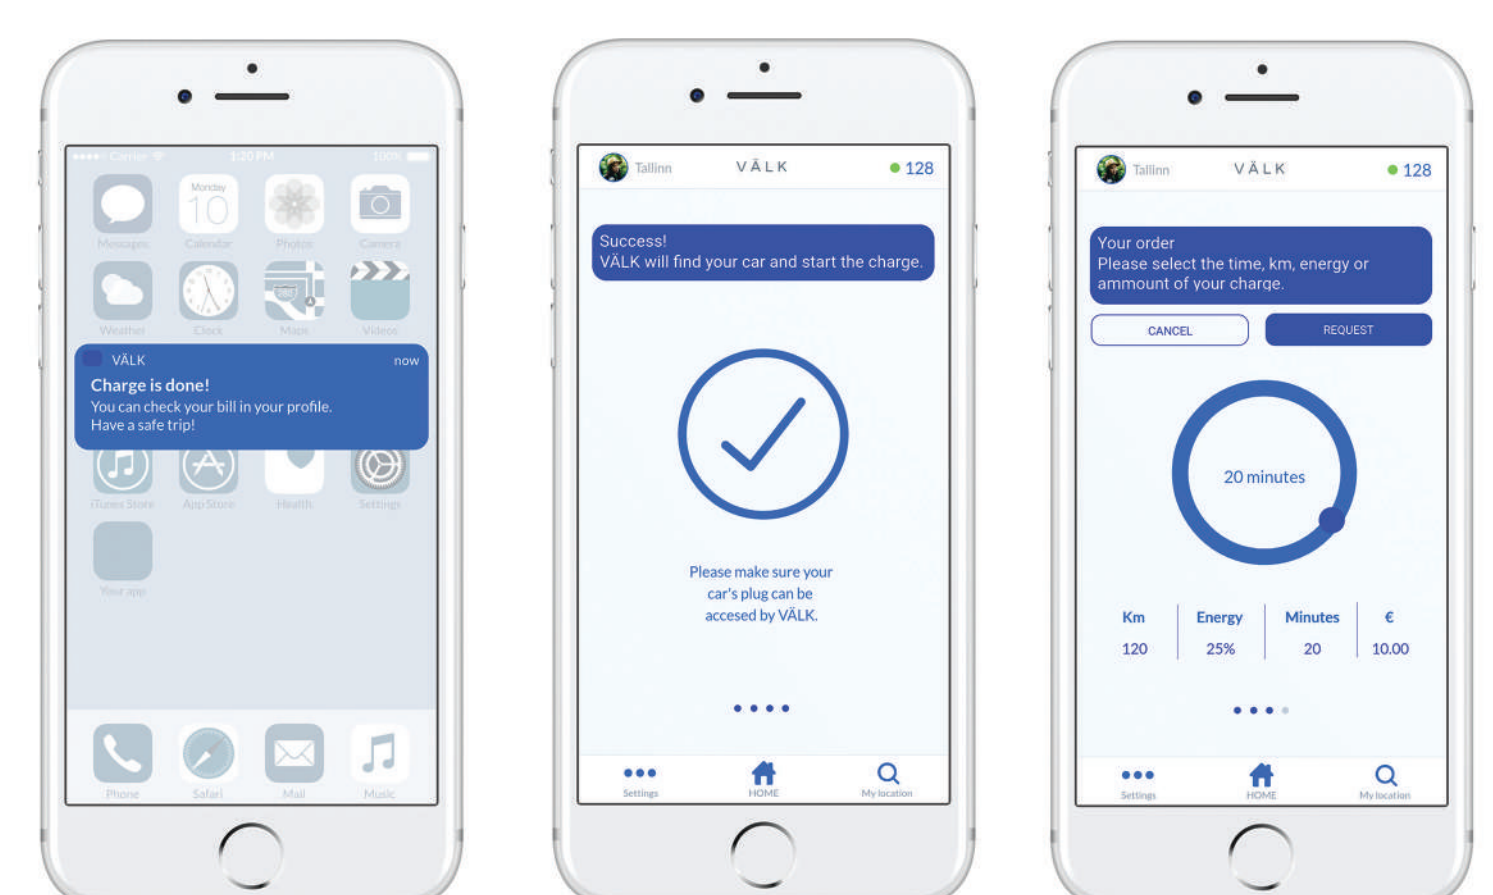 Carrier 1:20 PM 100%
Monday
10
Messages Calendar Photos Camera
280
Weather Clock Maps Videos
VÄLK now
Charge is done!
You can check your bill in your profile.
Have a safe trip!
iTunes Store App Store Health Settings
Your app
Phone Safari Mail Music
Tallinn VÄLK 128
Success!
VÄLK will find your car and start the charge.
Please make sure your
car's plug can be
accesed by VÄLK.
Settings HOME My location
Tallinn VÄLK 128
Your order
Please select the time, km, energy or
ammount of your charge.
CANCEL REQUEST
20 minutes
Km Energy Minutes €
120 25% 20 10.00
Settings HOME My location